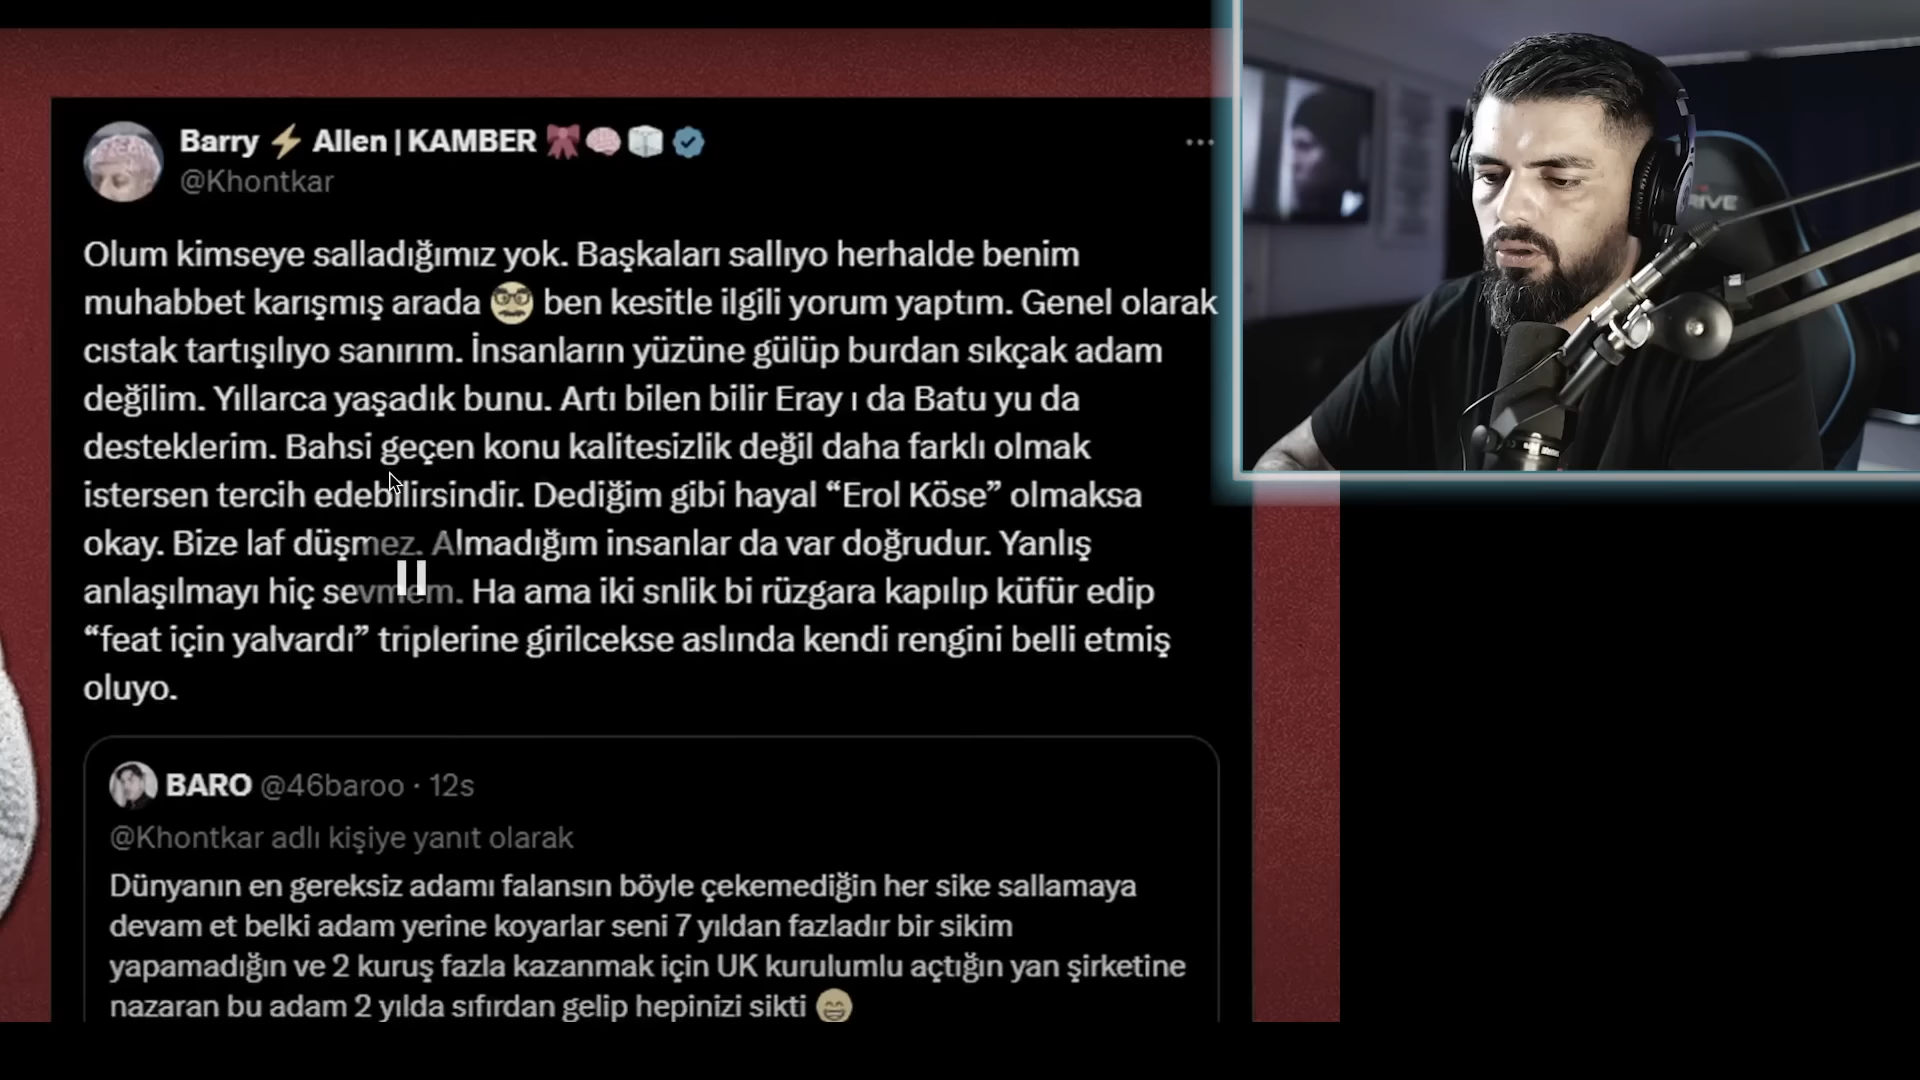 Barry ⚡ Allen | KAMBER 🎀🧠🧊
@Khontkar
Olum kimseye salladığımız yok. Başkaları sallıyo herhalde benim
muhabbet karışmış arada 🥸 ben kesitle ilgili yorum yaptım. Genel olarak
cıstak tartışılıyo sanırım. İnsanların yüzüne gülüp burdan sıkçak adam
değilim. Yıllarca yaşadık bunu. Artı bilen bilir Eray ı da Batu yu da
desteklerim. Bahsi geçen konu kalitesizlik değil daha farklı olmak
istersen tercih edebilirsindir. Dediğim gibi hayal “Erol Köse” olmaksa
okay. Bize laf düşmez. Almadığım insanlar da var doğrudur. Yanlış
anlaşılmayı hiç sevmem. Ha ama iki snlik bi rüzgara kapılıp küfür edip
“feat için yalvardı” triplerine girilcekse aslında kendi rengini belli etmiş
oluyo.
BARO @46baroo · 12s
@Khontkar adlı kişiye yanıt olarak
Dünyanın en gereksiz adamı falansın böyle çekemediğin her sike sallamaya
devam et belki adam yerine koyarlar seni 7 yıldan fazladır bir sikim
yapamadığın ve 2 kuruş fazla kazanmak için UK kurulumlu açtığın yan şirketine
nazaran bu adam 2 yılda sıfırdan gelip hepinizi sikti 😁